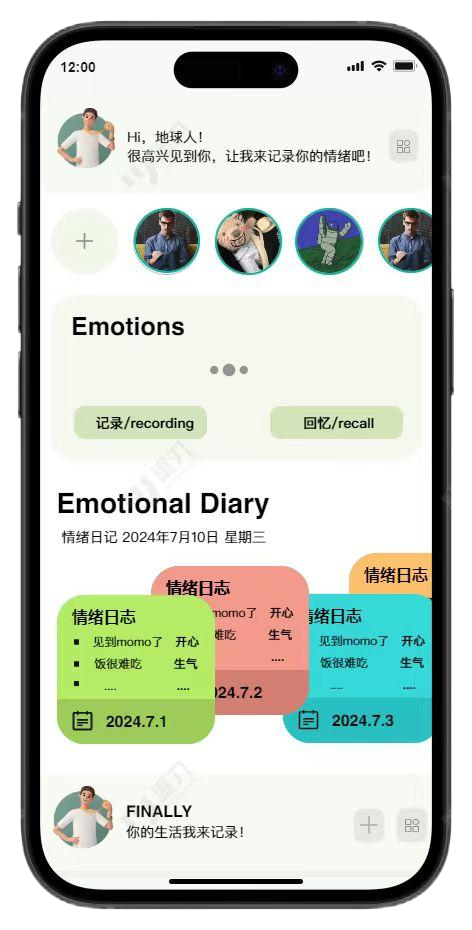 12:00
Hi，地球人！
很高兴见到你，让我来记录你的情绪吧！
Emotions
记录/recording
回忆/recall
Emotional Diary
情绪日记 2024年7月10日 星期三
情绪日志
见到momo了 开心
饭很难吃 生气
.... ....
2024.7.1
情绪日志
momo了 开心
难吃 生气
....
024.7.2
情绪日志
见到momo了 开心
饭很难吃 生气
.... ....
2024.7.3
情绪日志
FINALLY
你的生活我来记录！